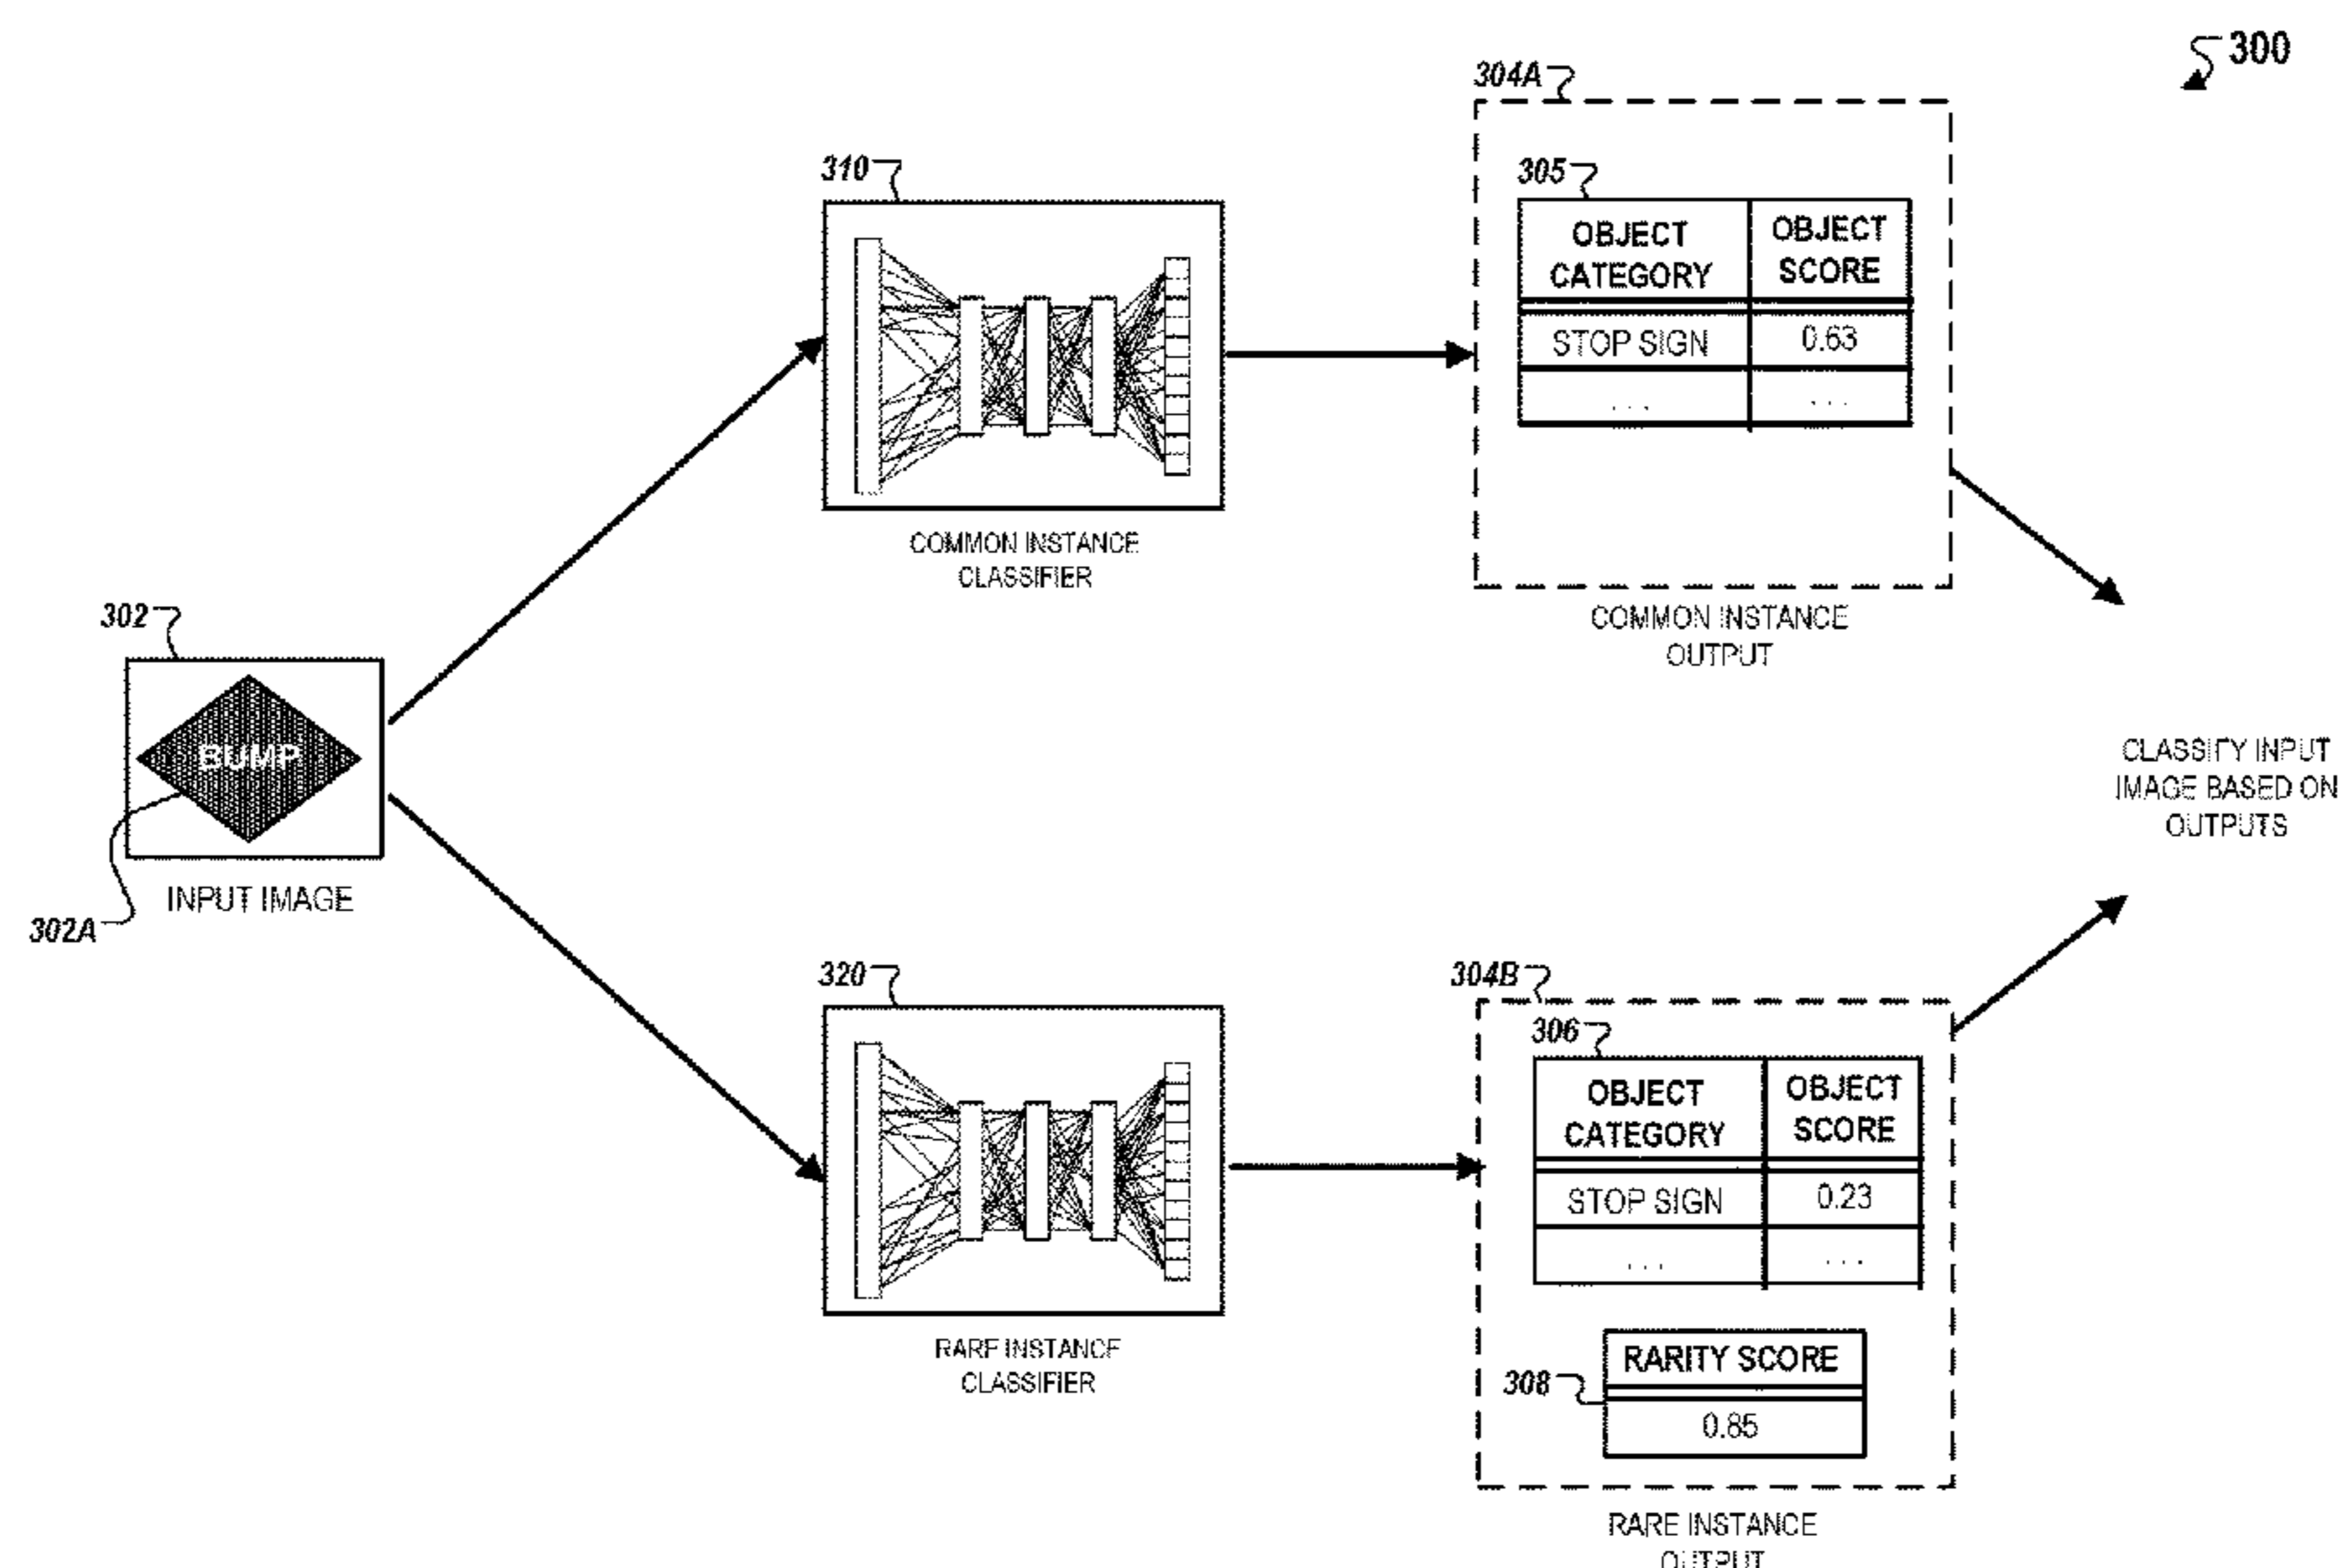 300
304A
310
305
OBJECT CATEGORY
OBJECT SCORE
STOP SIGN
0.63
. . .
. . .
COMMON INSTANCE
CLASSIFIER
COMMON INSTANCE
OUTPUT
302
BUMP
INPUT IMAGE
302A
CLASSIFY INPUT
IMAGE BASED ON
OUTPUTS
320
304B
306
OBJECT CATEGORY
OBJECT SCORE
STOP SIGN
0.23
. . .
. . .
RARE INSTANCE
CLASSIFIER
308
RARITY SCORE
0.85
RARE INSTANCE
OUTPUT